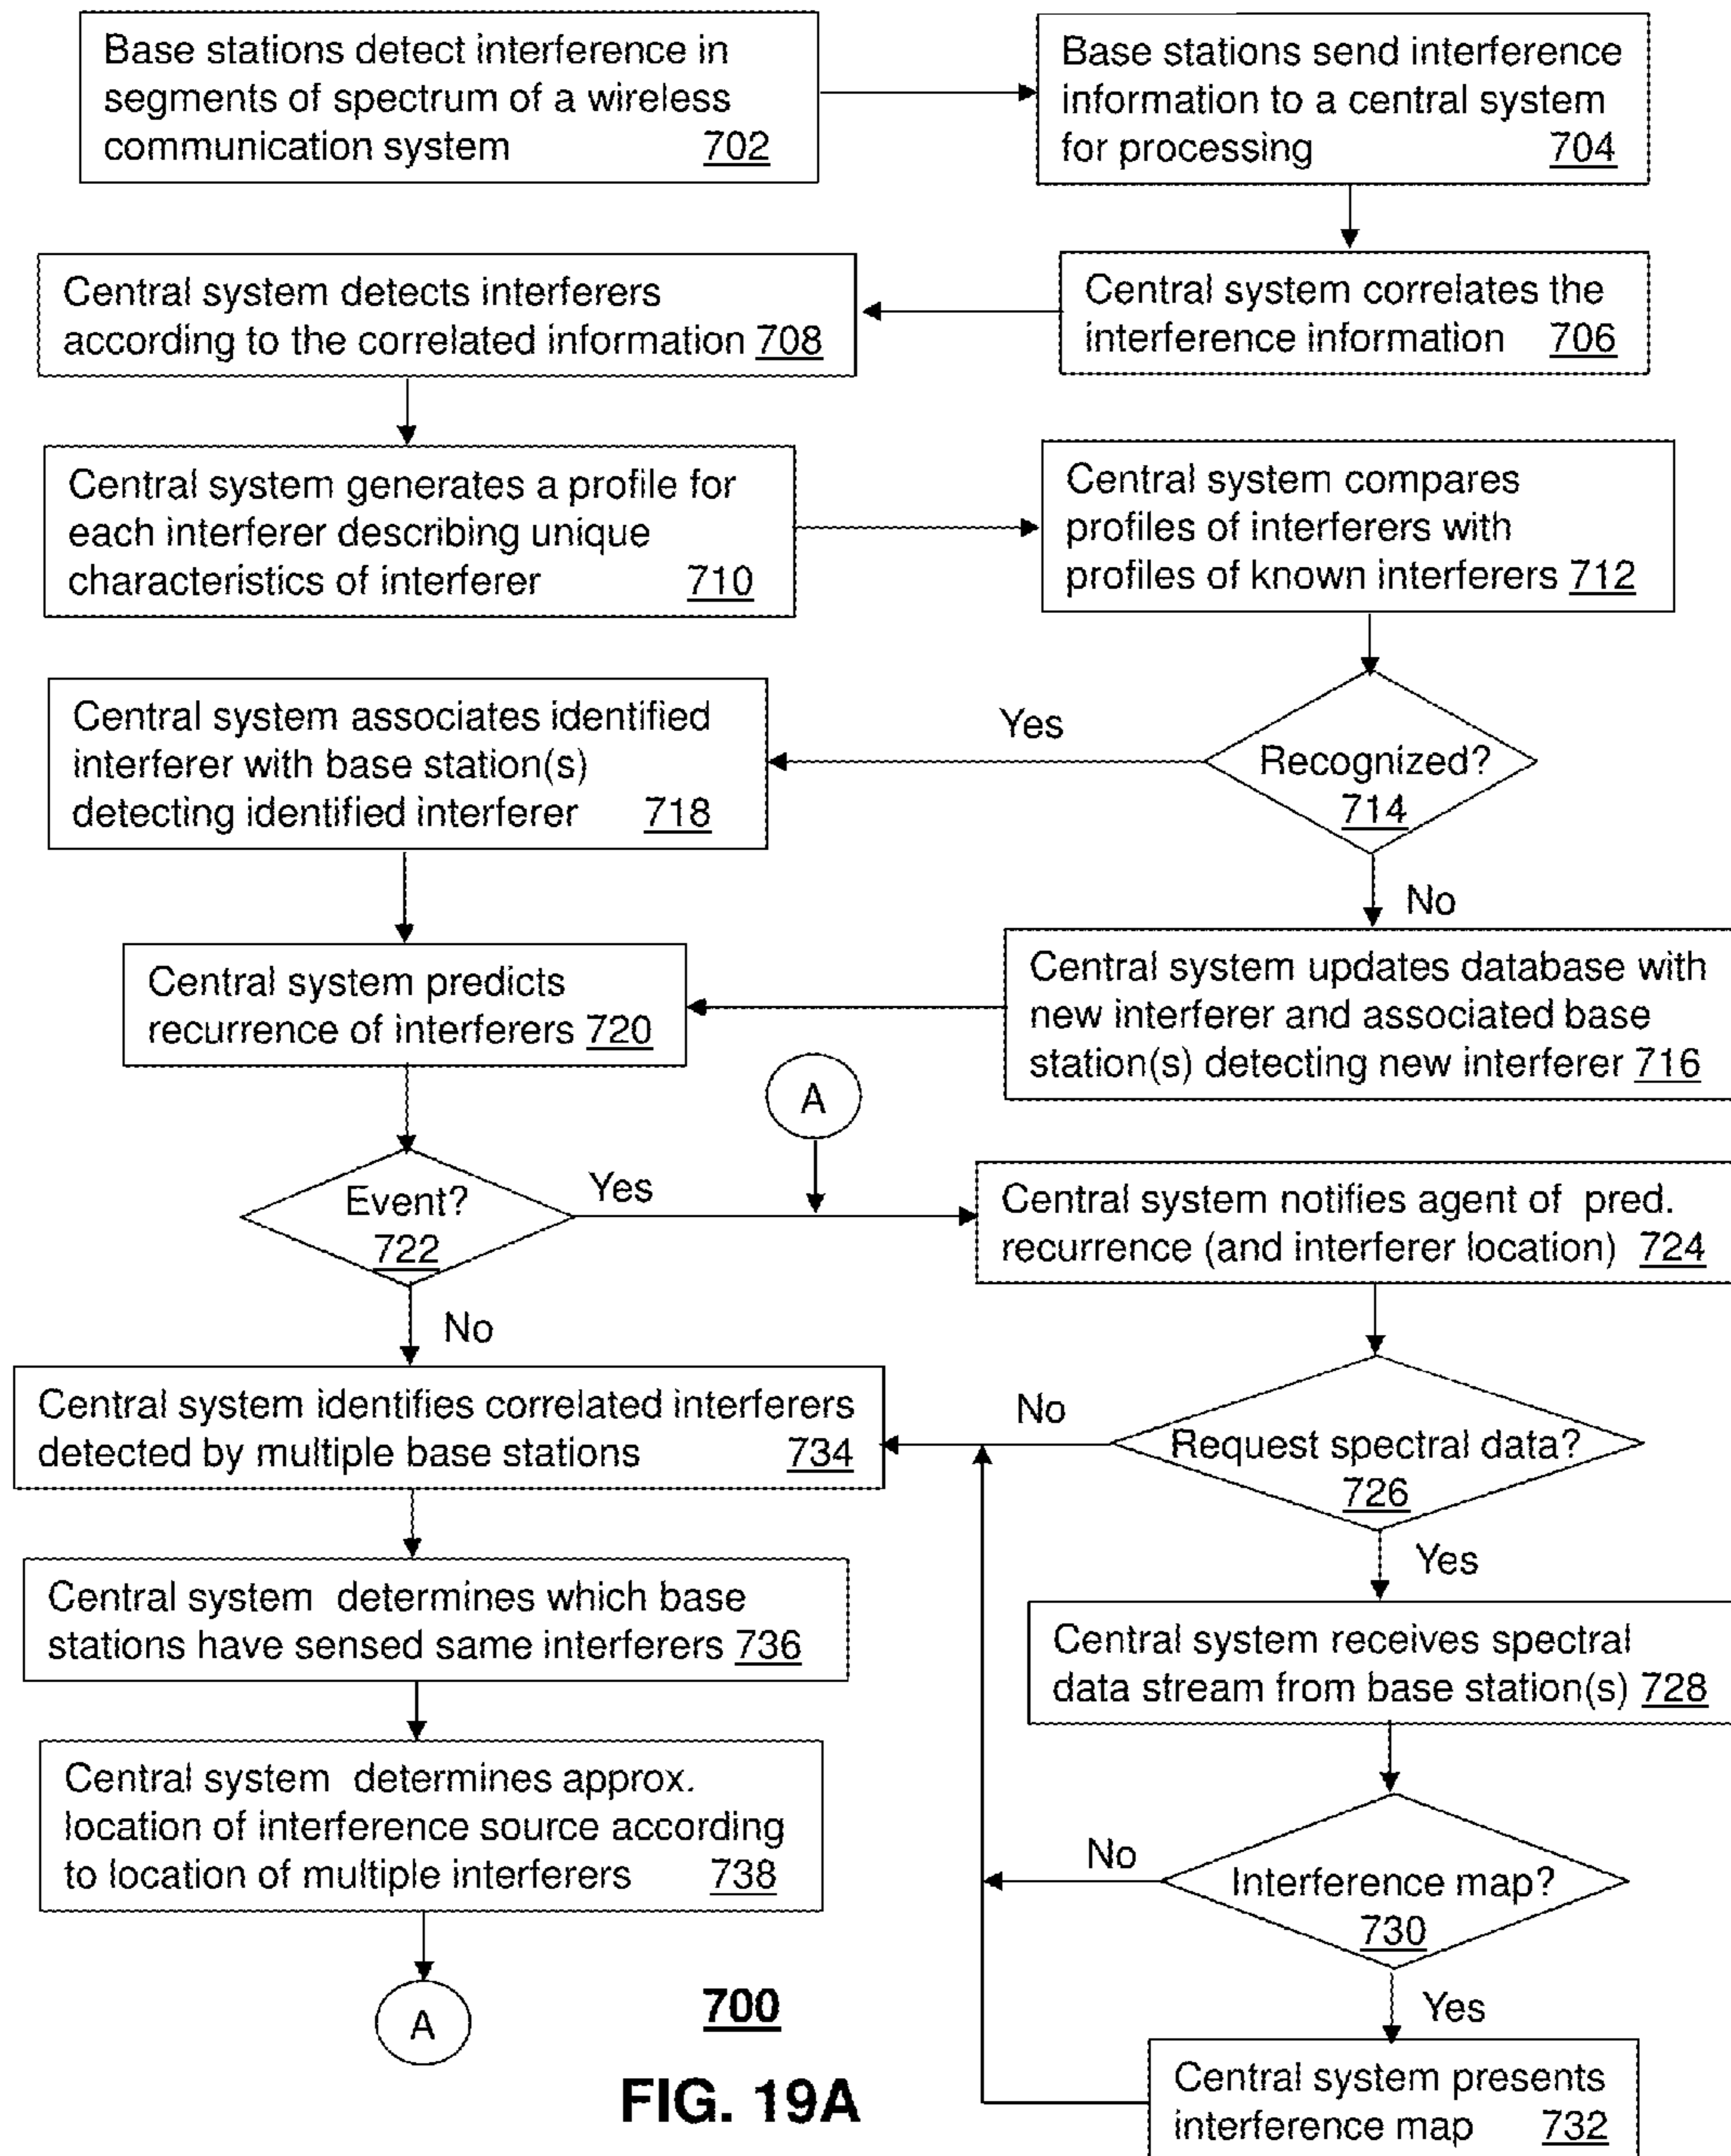 Base stations detect interference in
segments of spectrum of a wireless
communication system 702
Base stations send interference
information to a central system
for processing 704
Central system correlates the
interference information 706
Central system detects interferers
according to the correlated information 708
Central system generates a profile for
each interferer describing unique
characteristics of interferer 710
Central system compares
profiles of interferers with
profiles of known interferers 712
Recognized?
714
Yes
No
Central system associates identified
interferer with base station(s)
detecting identified interferer 718
Central system updates database with
new interferer and associated base
station(s) detecting new interferer 716
Central system predicts
recurrence of interferers 720
A
Event?
722
Yes
No
Central system notifies agent of pred.
recurrence (and interferer location) 724
Request spectral data?
726
No
Yes
Central system identifies correlated interferers
detected by multiple base stations 734
Central system determines which base
stations have sensed same interferers 736
Central system receives spectral
data stream from base station(s) 728
Central system determines approx.
location of interference source according
to location of multiple interferers 738
Interference map?
730
No
Yes
A
Central system presents
interference map 732
700
FIG. 19A